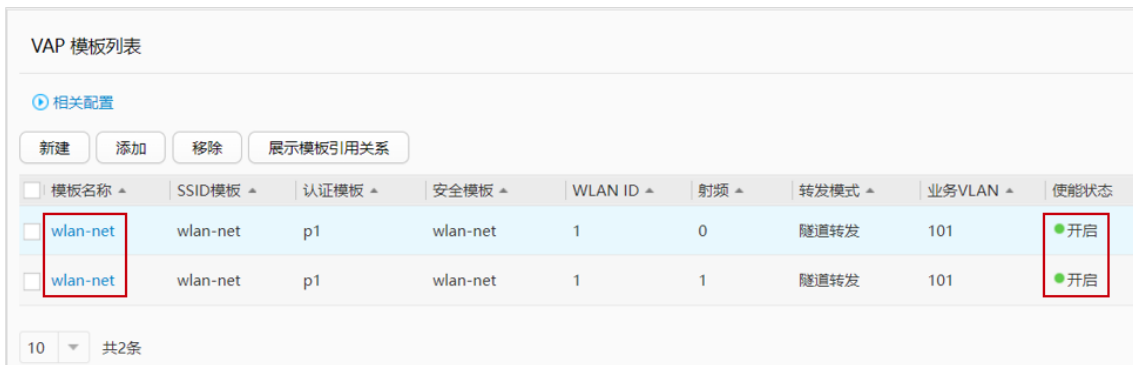 VAP 模板列表
相关配置
新建 添加 移除 展示模板引用关系
模板名称 SSID模板 认证模板 安全模板 WLAN ID 射频 转发模式 业务VLAN 使能状态
wlan-net wlan-net p1 wlan-net 1 0 隧道转发 101 开启
wlan-net wlan-net p1 wlan-net 1 1 隧道转发 101 开启
10 共2条